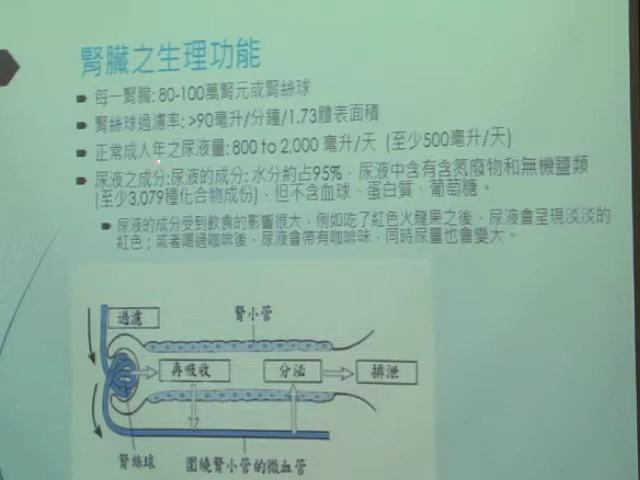 腎臟之生理功能
每一腎臟: 80-100萬腎元或腎絲球
腎絲球過濾率: >90毫升/分鐘/1.73體表面積
正常成人年之尿液量: 800 to 2,000 毫升/天 (至少500毫升/天)
尿液之成分:尿液的成分: 水分約占95%，尿液中含有含氮廢物和無機鹽類
(至少3,079種化合物成份)，但不含血球、蛋白質、葡萄糖。
尿液的成分受到飲食的影響很大，例如吃了紅色火龍果之後，尿液會呈現淡淡的
紅色；或者喝過咖啡後，尿液會帶有咖啡味，同時尿量也會變大。
過濾
腎小管
再吸收
分泌
排泄
腎絲球
圍繞腎小管的微血管